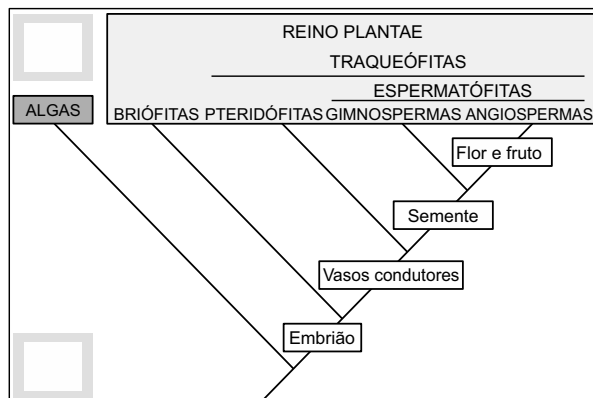 REINO PLANTAE
TRAQUEÓFITAS
ESPERMATÓFITAS
ALGAS
BRIÓFITAS PTERIDÓFITAS GIMNOSPERMAS ANGIOSPERMAS
Flor e fruto
Semente
Vasos condutores
Embrião